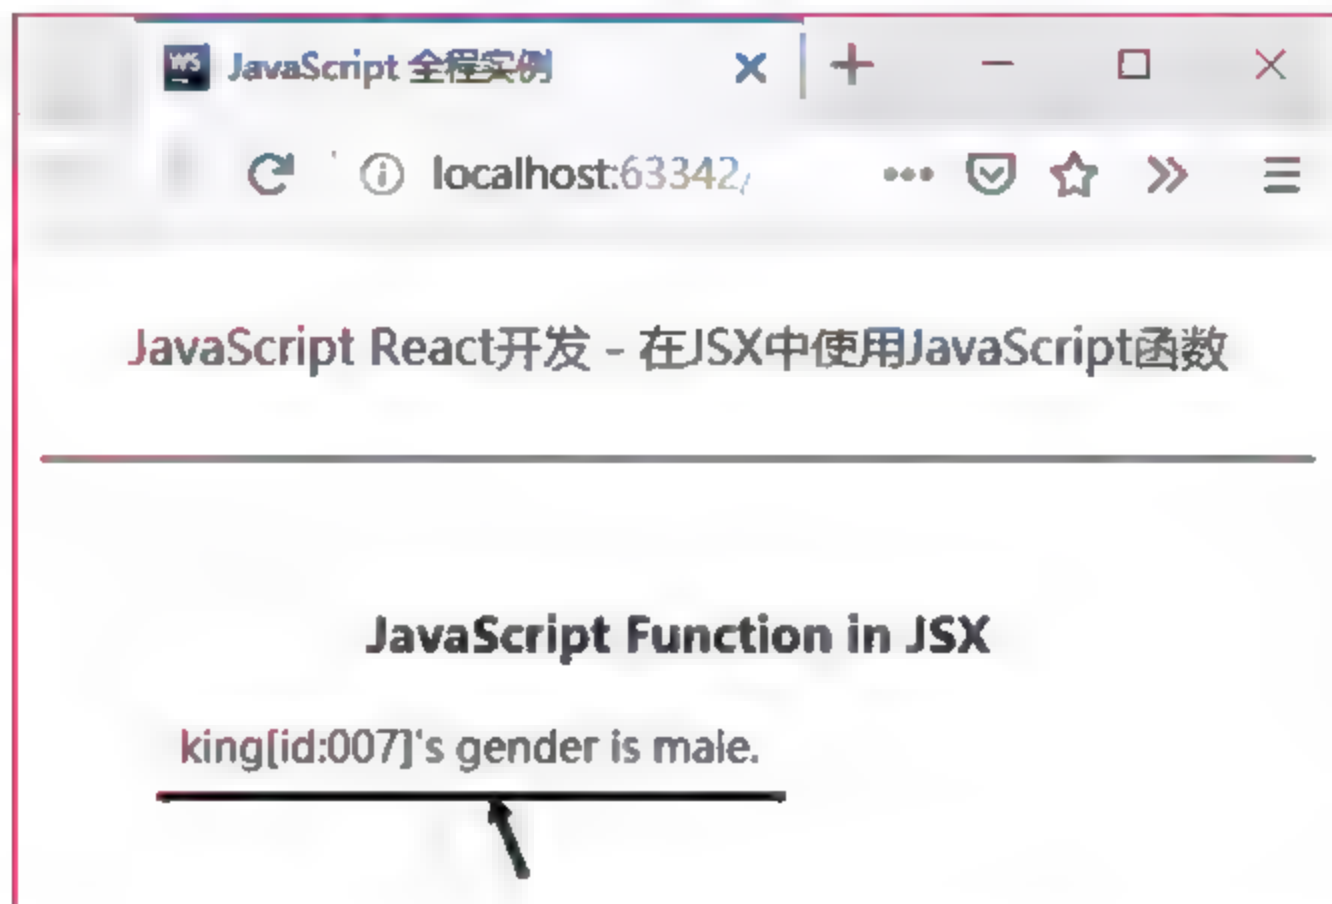 WS JavaScript 全程实例
localhost:63342/
JavaScript React开发 - 在JSX中使用JavaScript函数
JavaScript Function in JSX
king[id:007]'s gender is male.